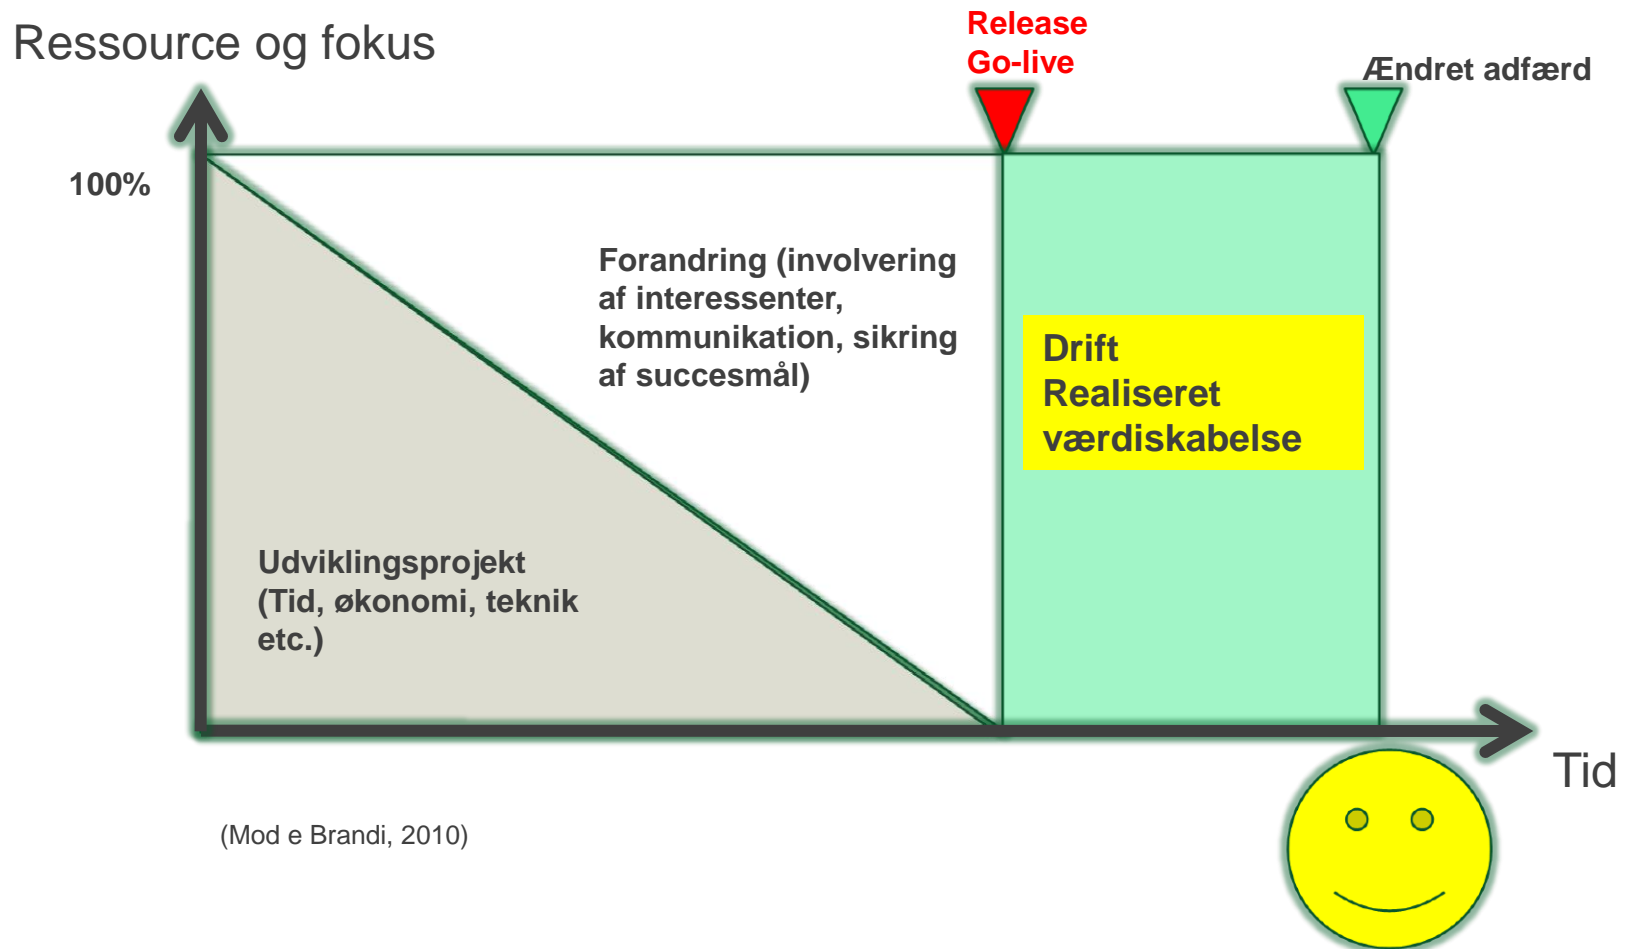 Ressource og fokus
Release
Go-live
Ændret adfærd
100%
Forandring (involvering
af interessenter,
kommunikation, sikring
af succesmål)
Drift
Realiseret
værdiskabelse
Udviklingsprojekt
(Tid, økonomi, teknik
etc.)
Tid
(Mod e Brandi, 2010)